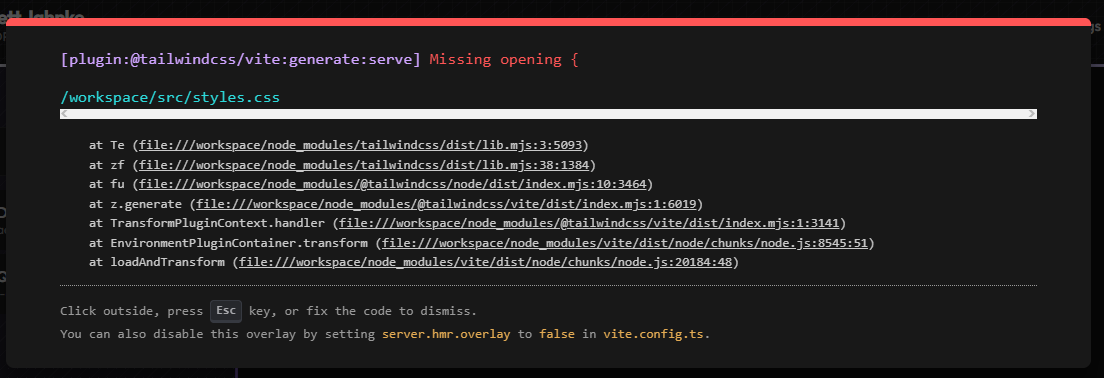 [plugin:@tailwindcss/vite:generate:serve] Missing opening {
/workspace/src/styles.css
at Te (file:///workspace/node_modules/tailwindcss/dist/lib.mjs:3:5093)
at zf (file:///workspace/node_modules/tailwindcss/dist/lib.mjs:38:1384)
at fu (file:///workspace/node_modules/@tailwindcss/node/dist/index.mjs:10:3464)
at z.generate (file:///workspace/node_modules/@tailwindcss/vite/dist/index.mjs:1:6019)
at TransformPluginContext.handler (file:///workspace/node_modules/@tailwindcss/vite/dist/index.mjs:1:3141)
at EnvironmentPluginContainer.transform (file:///workspace/node_modules/vite/dist/node/chunks/node.js:8545:51)
at loadAndTransform (file:///workspace/node_modules/vite/dist/node/chunks/node.js:20184:48)
Click outside, press Esc key, or fix the code to dismiss.
You can also disable this overlay by setting server.hmr.overlay to false in vite.config.ts.